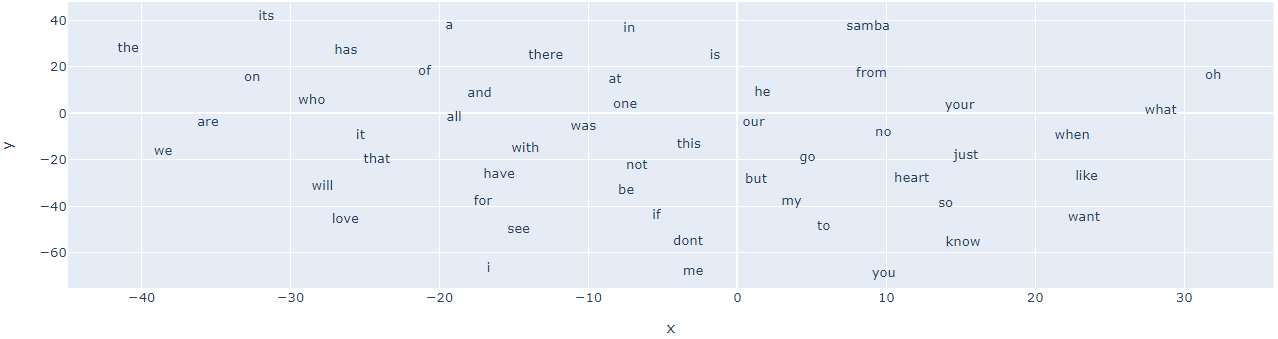 its
40
a
in
samba
the
has
there
is
20
on
of
at
from
oh
who
and
one
he
your
what
0
are
all
was
our
no
when
it
we
that
with
this
go
just
−20
will
have
not
but
heart
like
for
be
my
so
−40
love
see
if
to
want
dont
know
−60
i
me
you
y
−40
−30
−20
−10
0
10
20
30
x